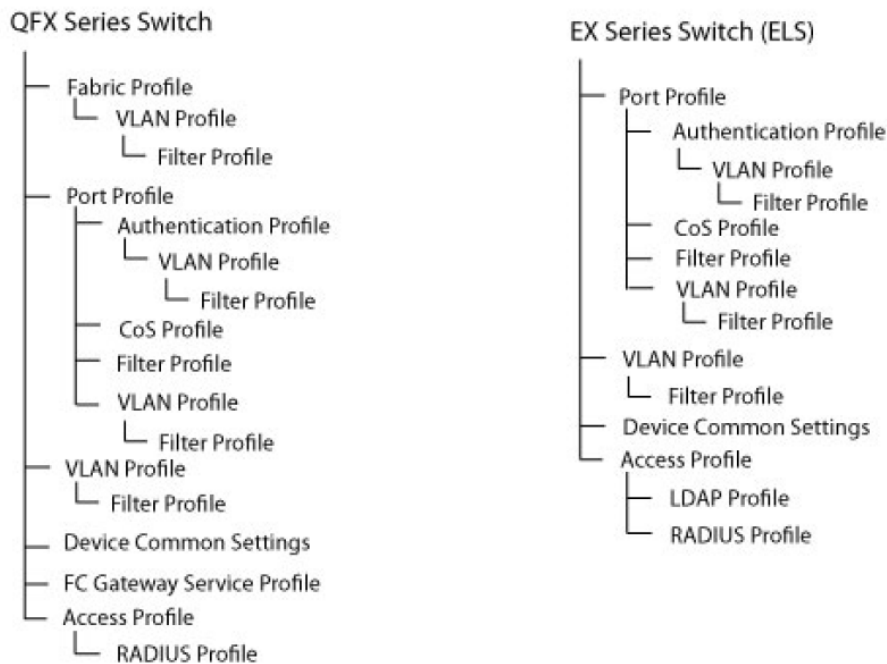 QFX Series Switch
Fabric Profile
VLAN Profile
Filter Profile
Port Profile
Authentication Profile
VLAN Profile
Filter Profile
CoS Profile
Filter Profile
VLAN Profile
Filter Profile
VLAN Profile
Filter Profile
Device Common Settings
FC Gateway Service Profile
Access Profile
RADIUS Profile
EX Series Switch (ELS)
Port Profile
Authentication Profile
VLAN Profile
Filter Profile
CoS Profile
Filter Profile
VLAN Profile
Filter Profile
VLAN Profile
Filter Profile
Device Common Settings
Access Profile
LDAP Profile
RADIUS Profile